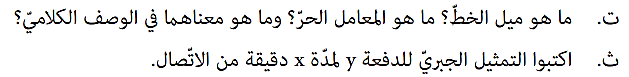 ت. ما هو ميل الخطّ؟ ما هو المعامل الحرّ؟ وما هو معناهما في الوصف الكلاميّ؟
ث. اكتبوا التمثيل الجبريّ للدفعة y لمدّة x دقيقة من الاتّصال.